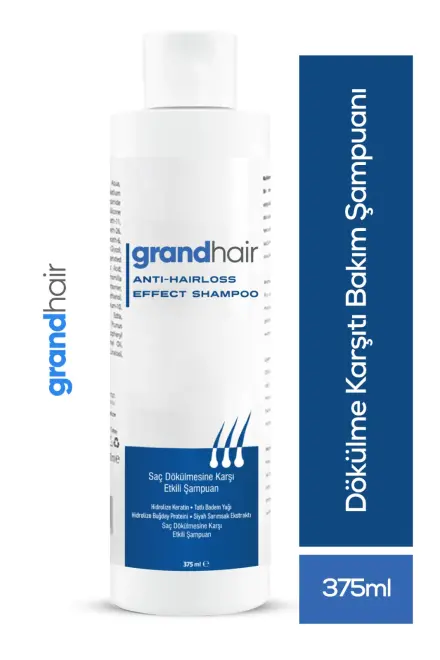 grandhair
grandhair
ANTI-HAIRLOSS
EFFECT SHAMPOO
Saç Dökülmesine Karşı
Etkili Şampuan
Hidrolize Keratin • Tatlı Badem Yağı
Hidrolize Buğday Proteini • Siyah Sarımsak Ekstraktı
Saç Dökülmesine Karşı
Etkili Şampuan
375 ml ℮
Dökülme Karşıtı Bakım Şampuanı
375ml